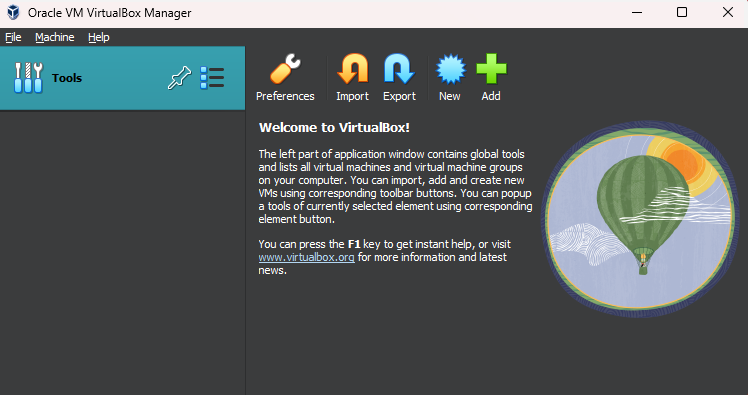 Oracle VM VirtualBox Manager
File Machine Help
Tools
Preferences Import Export New Add
Welcome to VirtualBox!
The left part of application window contains global tools
and lists all virtual machines and virtual machine groups
on your computer. You can import, add and create new
VMs using corresponding toolbar buttons. You can popup
a tools of currently selected element using corresponding
element button.
You can press the F1 key to get instant help, or visit
www.virtualbox.org for more information and latest
news.